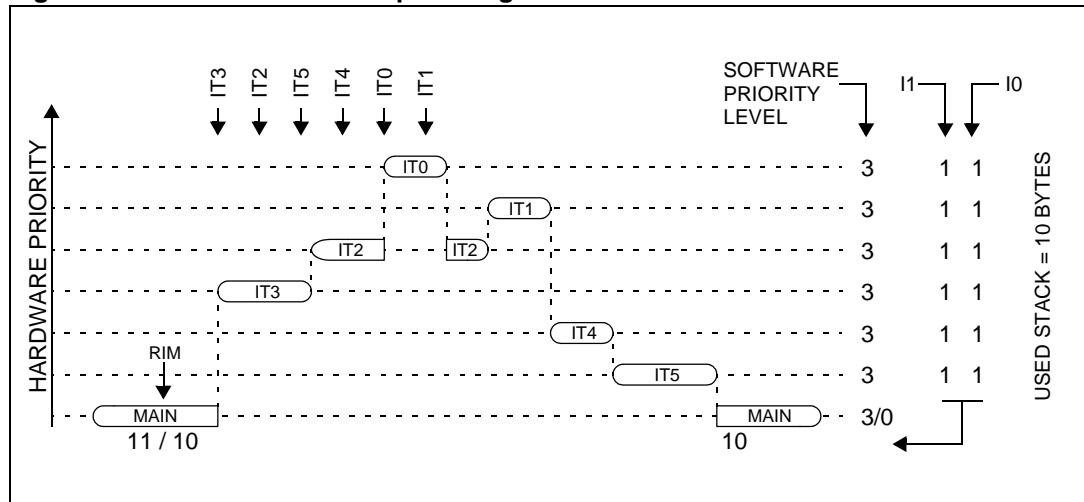 IT3 IT2 IT5 IT4 IT0 IT1
SOFTWARE
PRIORITY
LEVEL
I1 I0
HARDWARE PRIORITY
IT0 3 1 1
IT1 3 1 1
IT2 IT2 3 1 1
IT3 3 1 1
IT4 3 1 1
RIM
IT5 3 1 1
MAIN MAIN 3/0
11 / 10 10
USED STACK = 10 BYTES